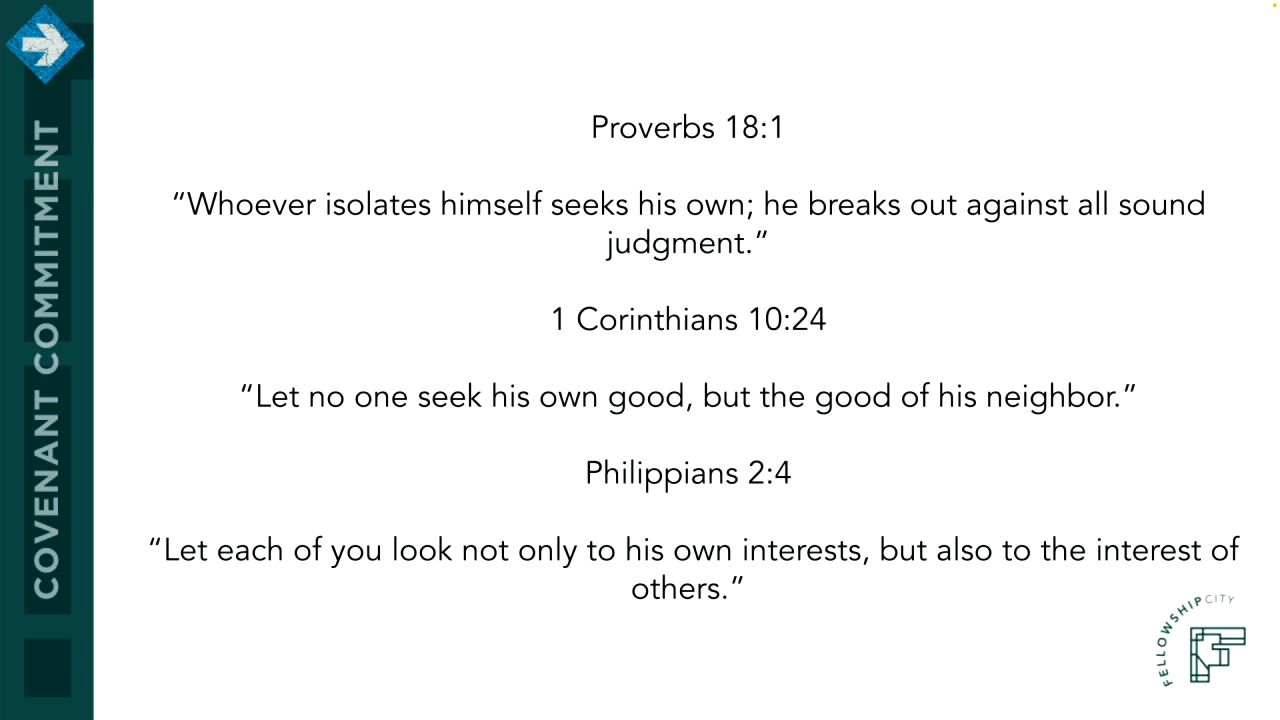 COVENANT COMMITMENT
Proverbs 18:1
“Whoever isolates himself seeks his own; he breaks out against all sound
judgment.”
1 Corinthians 10:24
“Let no one seek his own good, but the good of his neighbor.”
Philippians 2:4
“Let each of you look not only to his own interests, but also to the interest of
others.”
FELLOWSHIPCITY